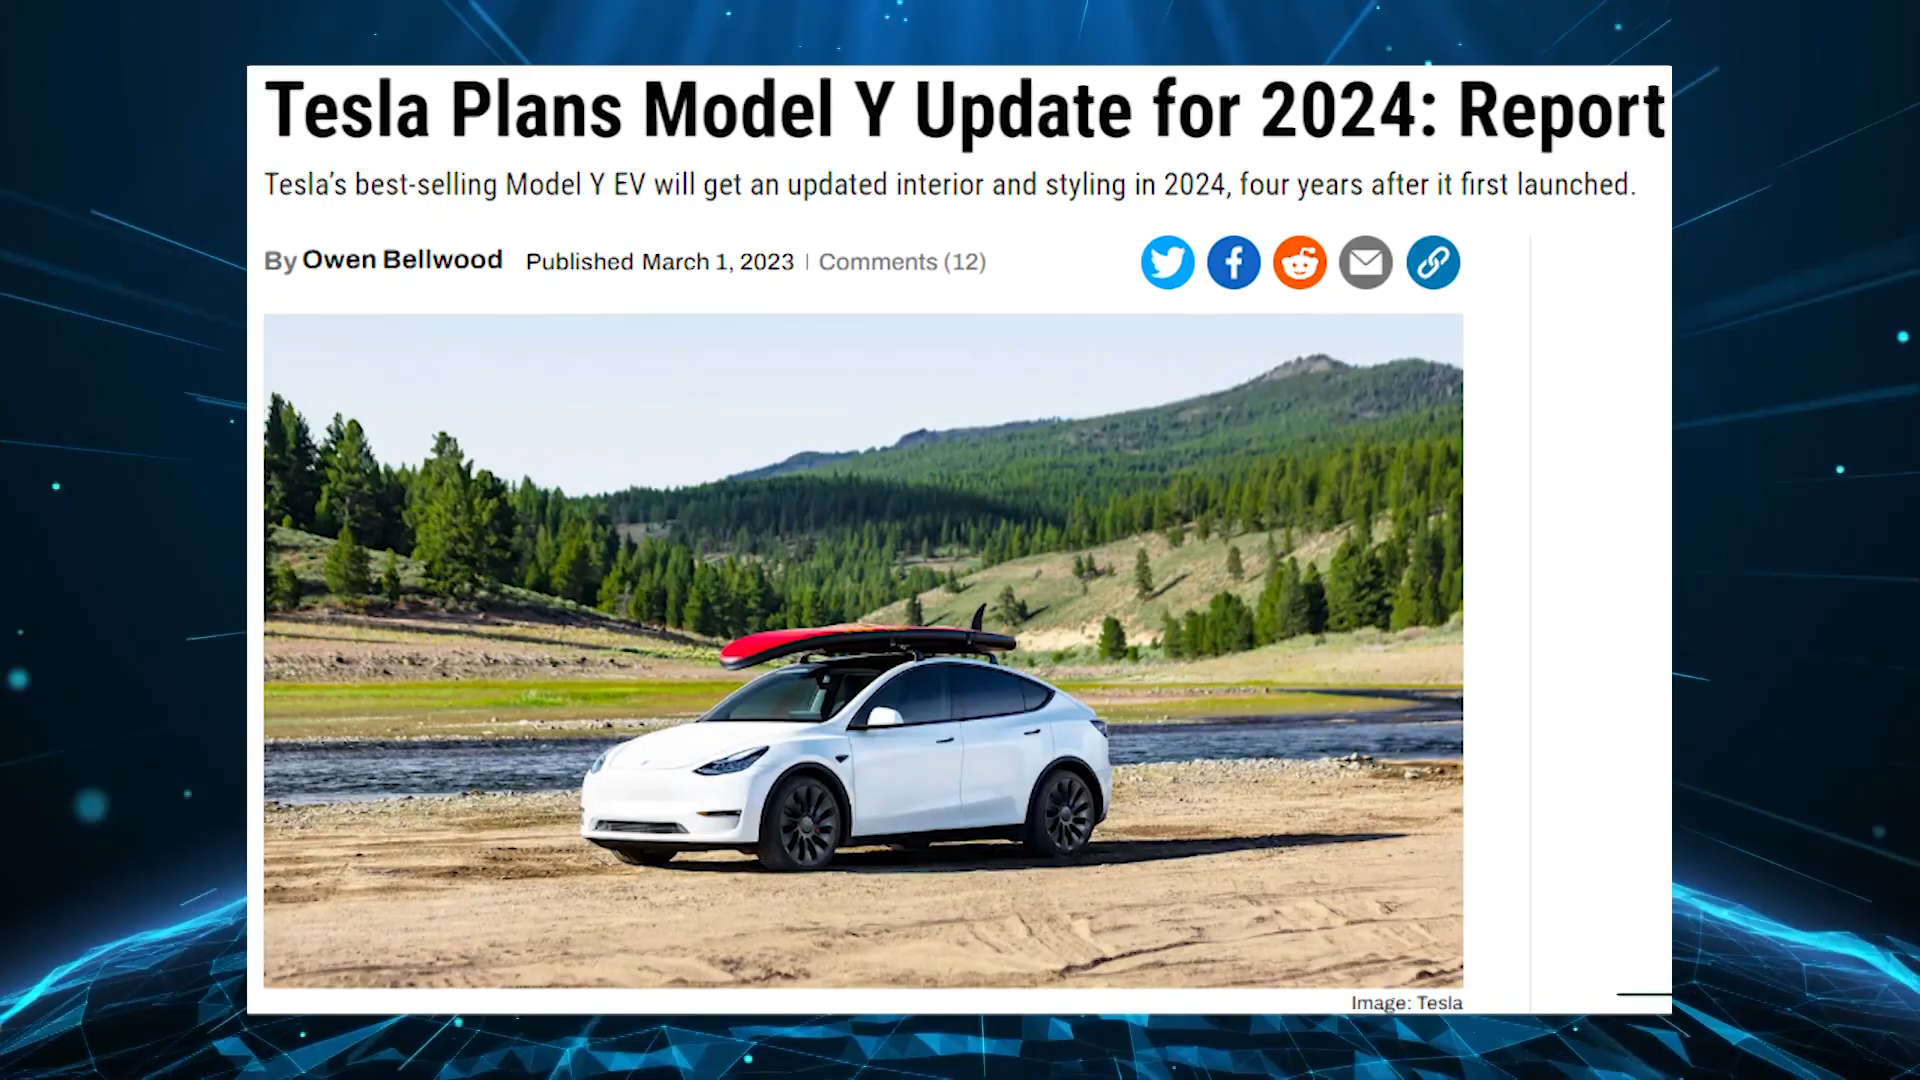 Tesla Plans Model Y Update for 2024: Report
Tesla's best-selling Model Y EV will get an updated interior and styling in 2024, four years after it first launched.
By Owen Bellwood Published March 1, 2023 | Comments (12)
Image: Tesla